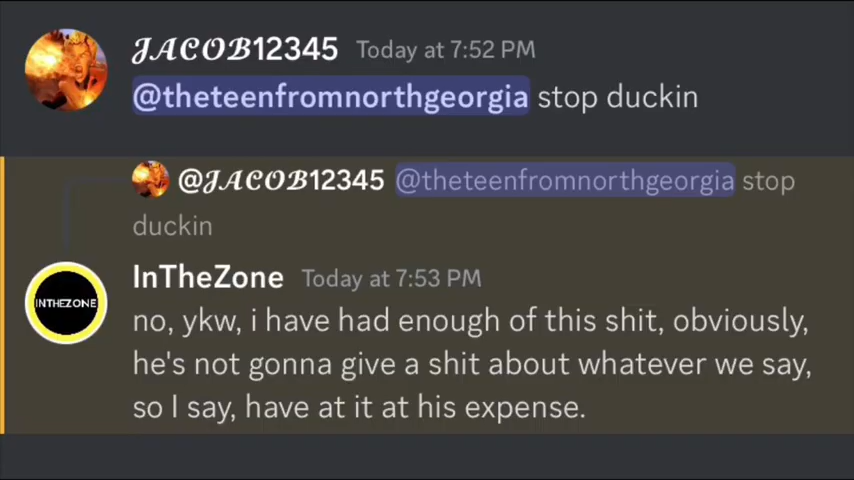 𝒥𝒜𝒞𝒪ℬ12345 Today at 7:52 PM
@theteenfromnorthgeorgia stop duckin
@𝒥𝒜𝒞𝒪ℬ12345 @theteenfromnorthgeorgia stop
duckin
InTheZone Today at 7:53 PM
INTHEZONE
no, ykw, i have had enough of this shit, obviously,
he's not gonna give a shit about whatever we say,
so I say, have at it at his expense.